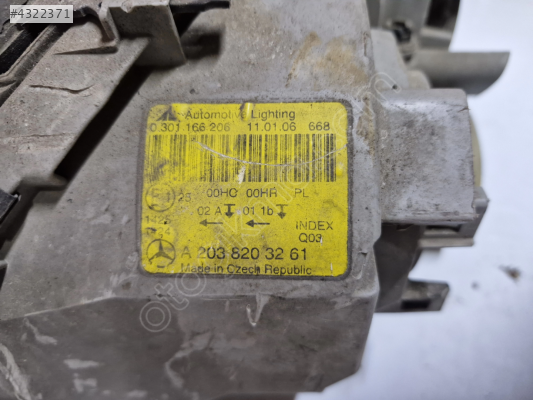 #4322371
Automotive Lighting
0 301 166 206 11.01.06 668
00HC 00HR PL
02 A 01 1b
INDEX
Q03
A 203 820 32 61
Made in Czech Republic